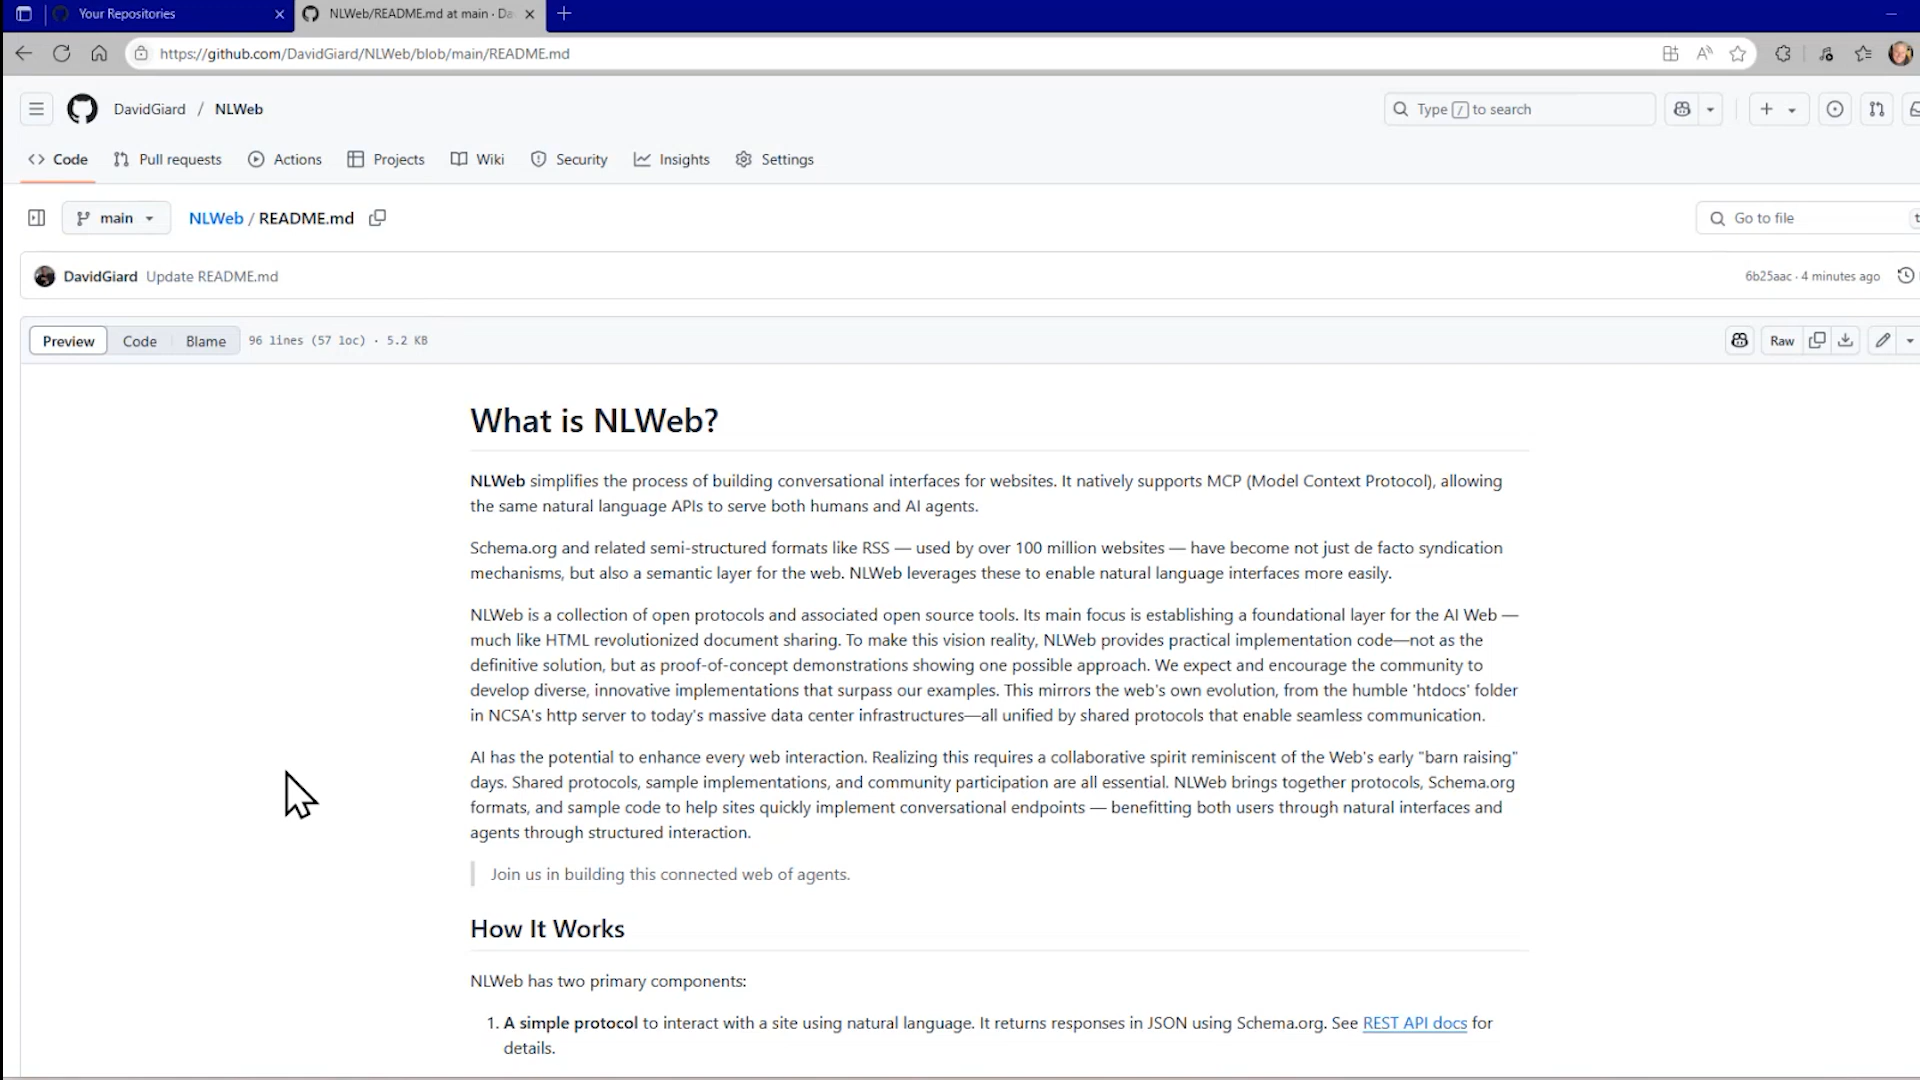 Your Repositories
NLWeb/README.md at main · Da
https://github.com/DavidGiard/NLWeb/blob/main/README.md
DavidGiard / NLWeb
Type / to search
Code
Pull requests
Actions
Projects
Wiki
Security
Insights
Settings
main
NLWeb / README.md
Go to file
t
DavidGiard Update README.md
6b25aac · 4 minutes ago
Preview
Code
Blame
96 lines (57 loc) · 5.2 KB
Raw
What is NLWeb?
NLWeb simplifies the process of building conversational interfaces for websites. It natively supports MCP (Model Context Protocol), allowing
the same natural language APIs to serve both humans and AI agents.
Schema.org and related semi-structured formats like RSS — used by over 100 million websites — have become not just de facto syndication
mechanisms, but also a semantic layer for the web. NLWeb leverages these to enable natural language interfaces more easily.
NLWeb is a collection of open protocols and associated open source tools. Its main focus is establishing a foundational layer for the AI Web —
much like HTML revolutionized document sharing. To make this vision reality, NLWeb provides practical implementation code—not as the
definitive solution, but as proof-of-concept demonstrations showing one possible approach. We expect and encourage the community to
develop diverse, innovative implementations that surpass our examples. This mirrors the web's own evolution, from the humble 'htdocs' folder
in NCSA's http server to today's massive data center infrastructures—all unified by shared protocols that enable seamless communication.
AI has the potential to enhance every web interaction. Realizing this requires a collaborative spirit reminiscent of the Web's early "barn raising"
days. Shared protocols, sample implementations, and community participation are all essential. NLWeb brings together protocols, Schema.org
formats, and sample code to help sites quickly implement conversational endpoints — benefitting both users through natural interfaces and
agents through structured interaction.
Join us in building this connected web of agents.
How It Works
NLWeb has two primary components:
1. A simple protocol to interact with a site using natural language. It returns responses in JSON using Schema.org. See REST API docs for
details.